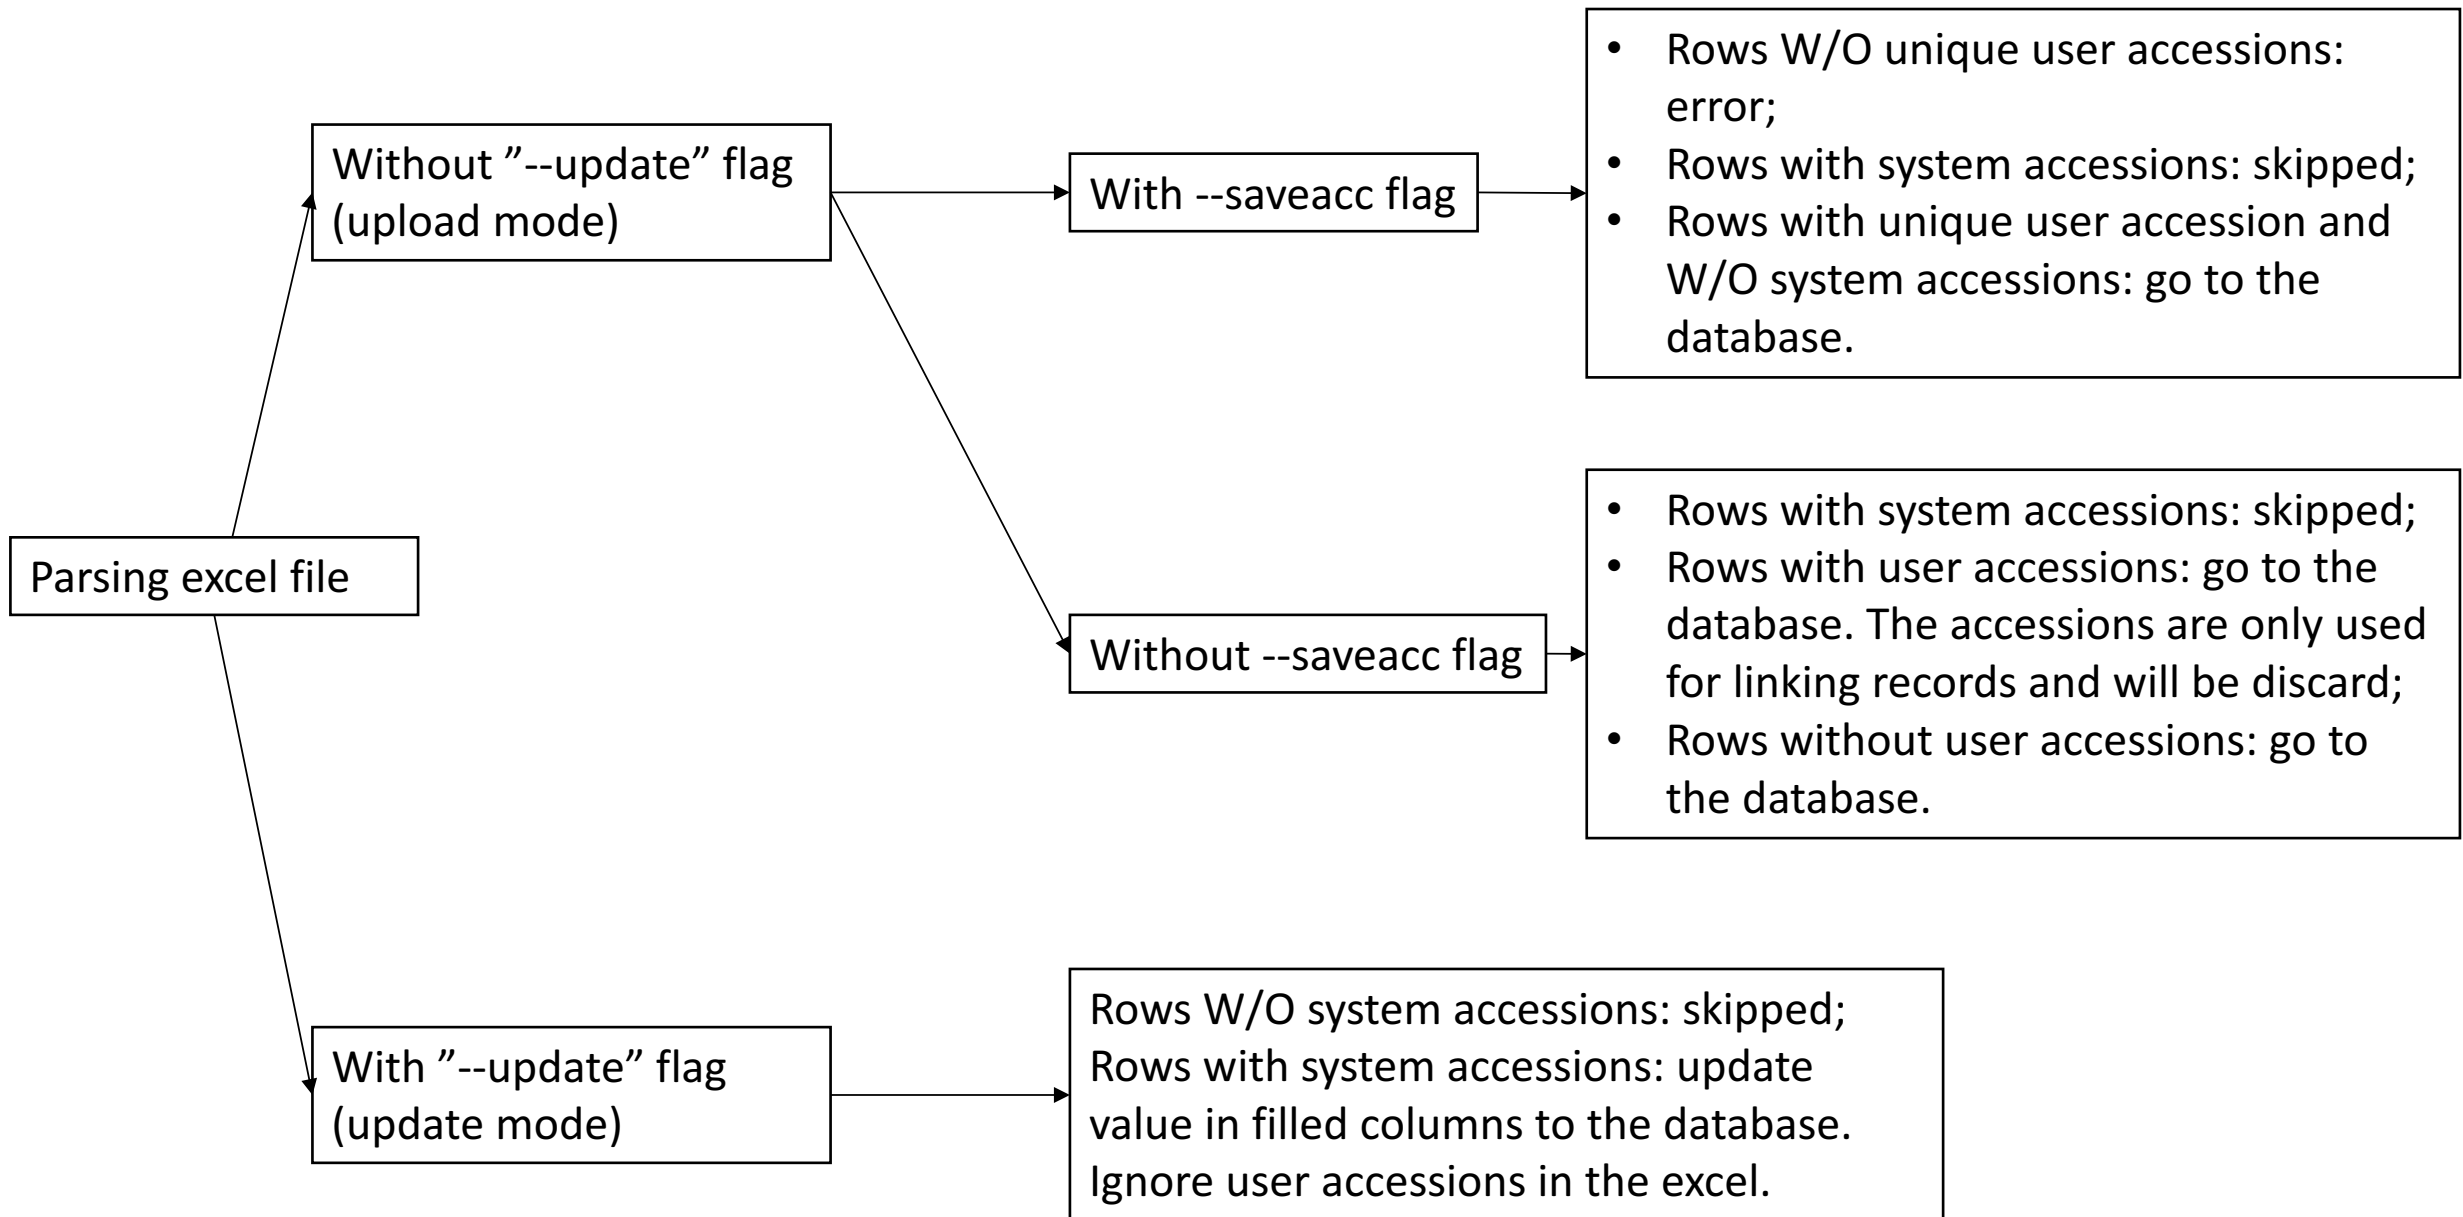 Parsing excel file
Without ”--update” flag
(upload mode)
With --saveacc flag
• Rows W/O unique user accessions:
error;
• Rows with system accessions: skipped;
• Rows with unique user accession and
W/O system accessions: go to the
database.
Without --saveacc flag
• Rows with system accessions: skipped;
• Rows with user accessions: go to the
database. The accessions are only used
for linking records and will be discard;
• Rows without user accessions: go to
the database.
With ”--update” flag
(update mode)
Rows W/O system accessions: skipped;
Rows with system accessions: update
value in filled columns to the database.
Ignore user accessions in the excel.